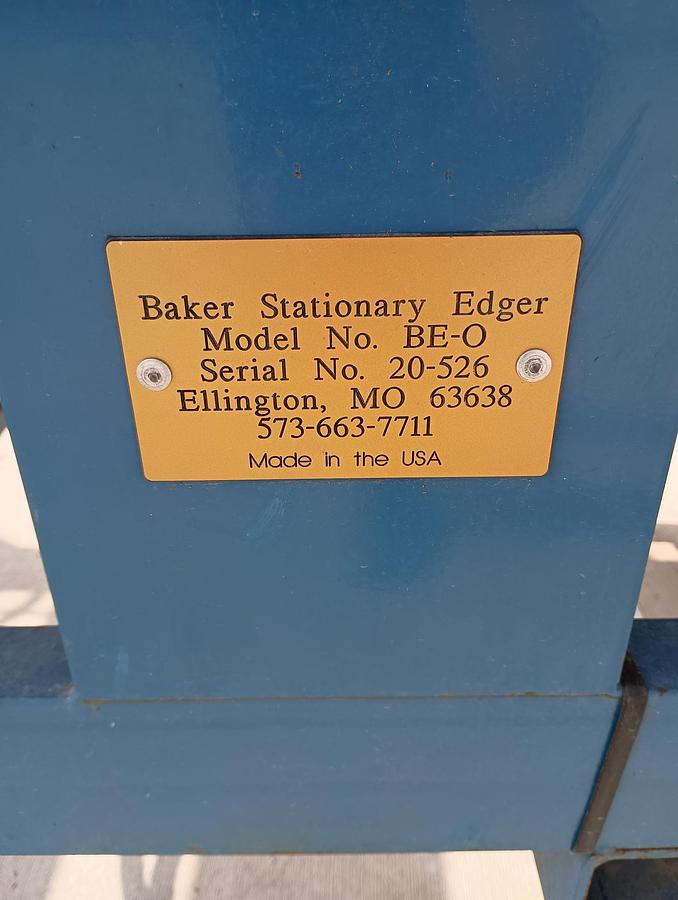 Baker Stationary Edger
Model No. BE-O
Serial No. 20-526
Ellington, MO 63638
573-663-7711
Made in the USA